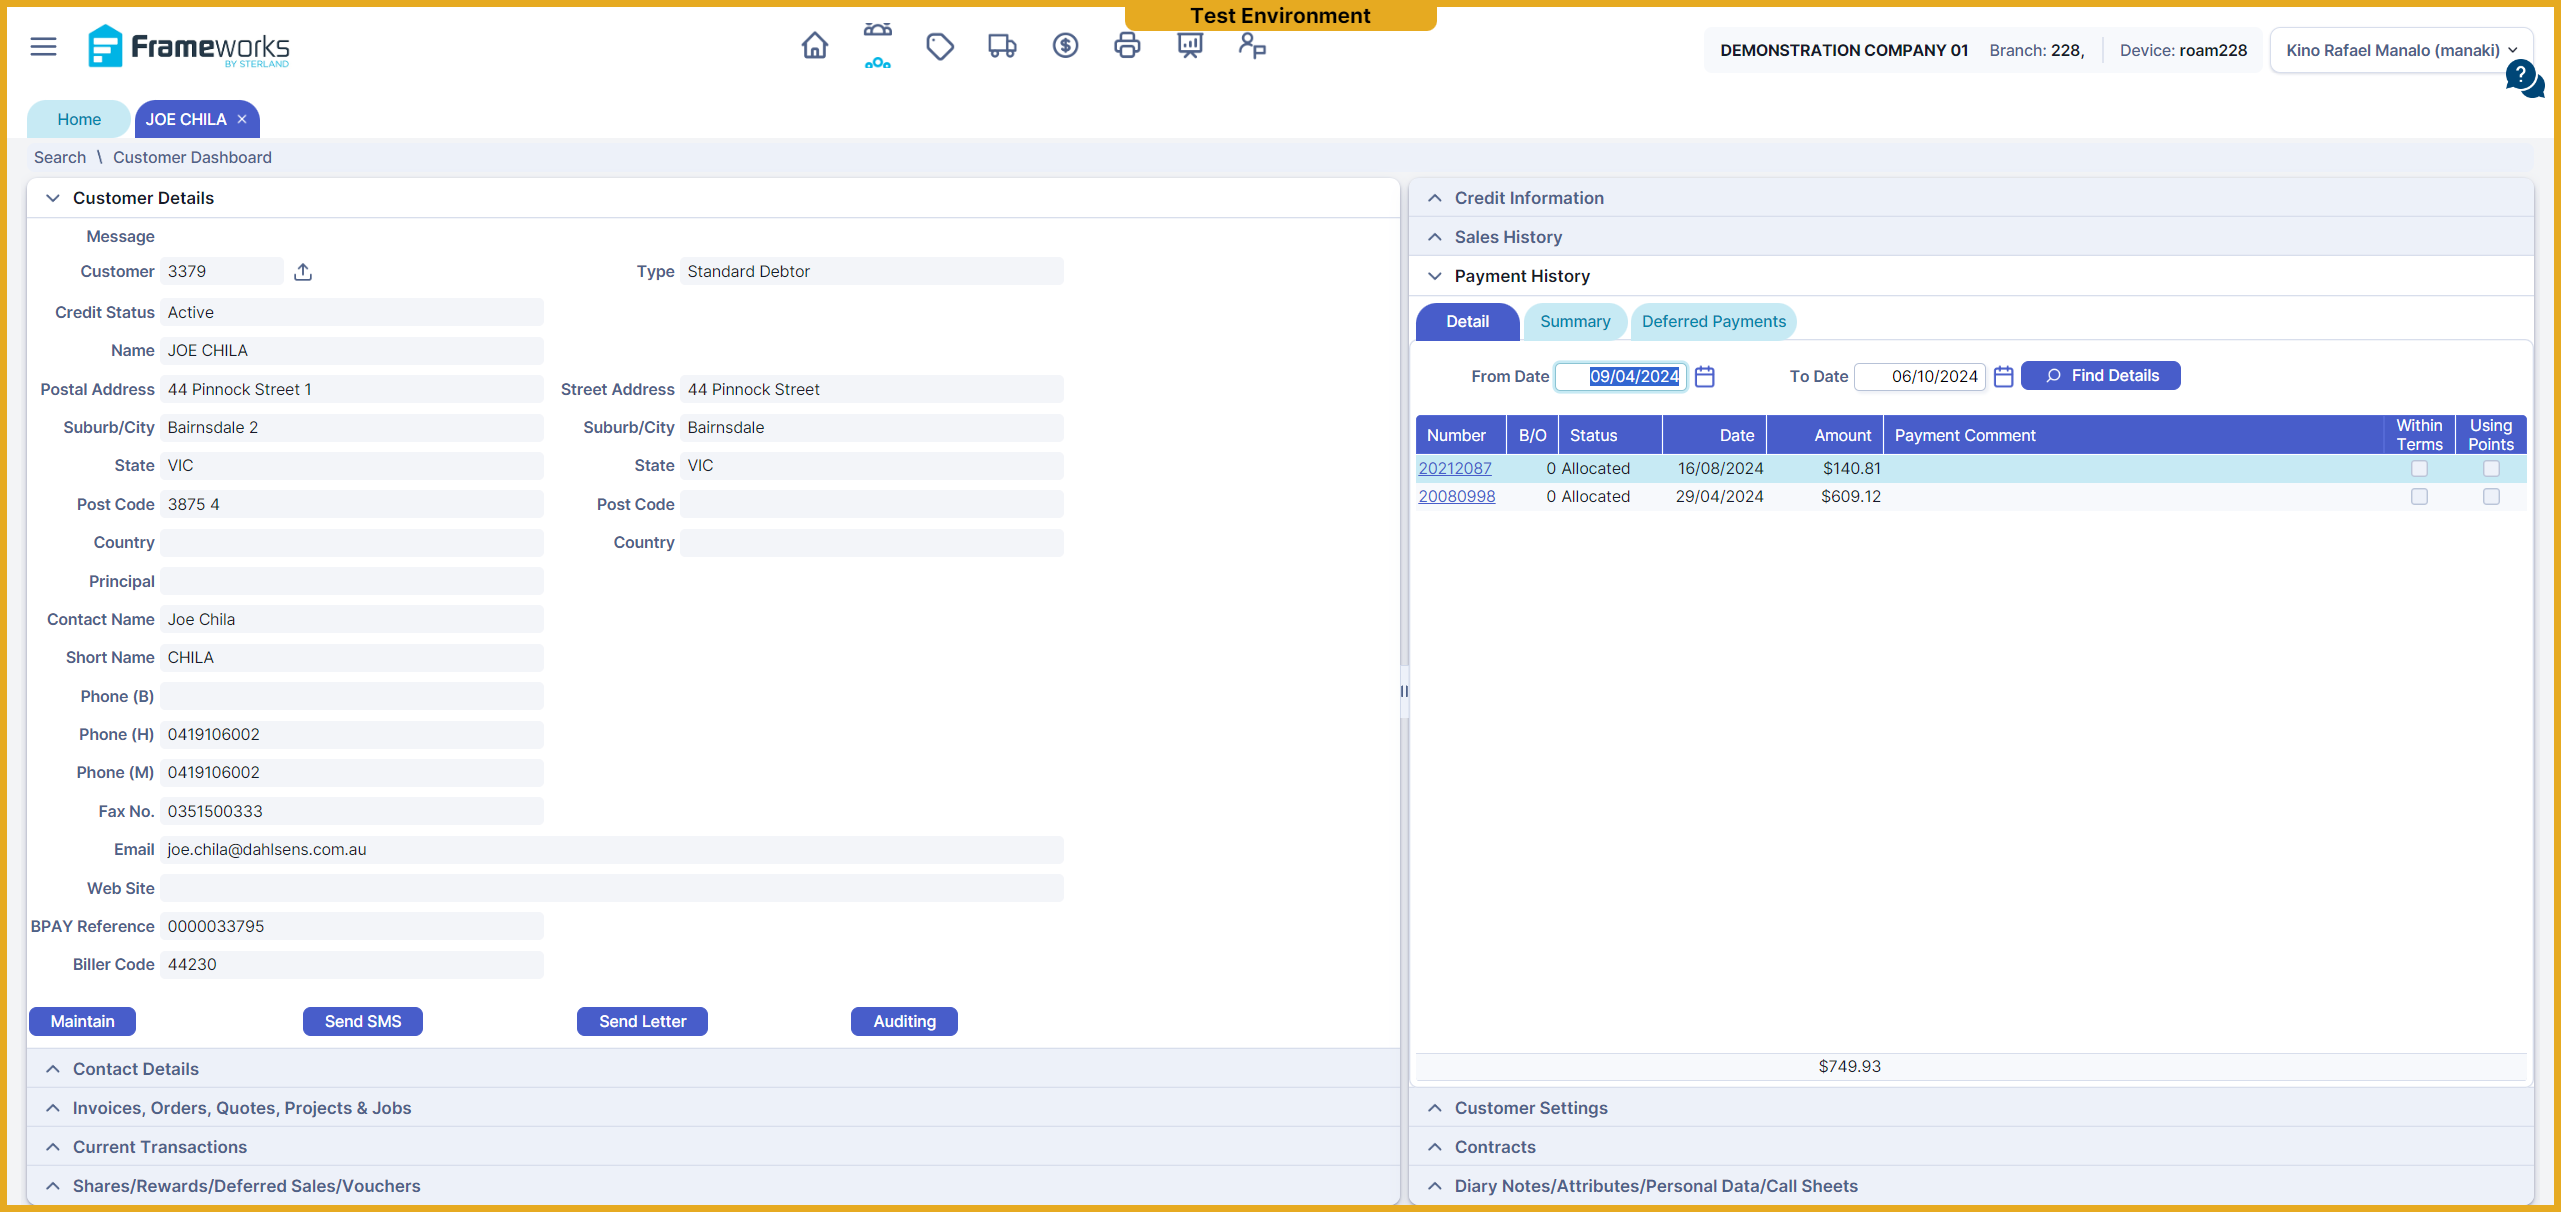 Test Environment
Frameworks
BY STERLAND
DEMONSTRATION COMPANY 01 Branch: 228, Device: roam228 Kino Rafael Manalo (manaki)
?
Home JOE CHILA ×
Search \ Customer Dashboard
Customer Details
Message
Customer 3379 Type Standard Debtor
Credit Status Active
Name JOE CHILA
Postal Address 44 Pinnock Street 1 Street Address 44 Pinnock Street
Suburb/City Bairnsdale 2 Suburb/City Bairnsdale
State VIC State VIC
Post Code 3875 4 Post Code
Country Country
Principal
Contact Name Joe Chila
Short Name CHILA
Phone (B)
Phone (H) 0419106002
Phone (M) 0419106002
Fax No. 0351500333
Email joe.chila@dahlsens.com.au
Web Site
BPAY Reference 0000033795
Biller Code 44230
Maintain Send SMS Send Letter Auditing
Contact Details
Invoices, Orders, Quotes, Projects & Jobs
Current Transactions
Shares/Rewards/Deferred Sales/Vouchers
Credit Information
Sales History
Payment History
Detail Summary Deferred Payments
From Date 09/04/2024 To Date 06/10/2024 Find Details
Number B/O Status Date Amount Payment Comment Within Terms Using Points
20212087 0 Allocated 16/08/2024 $140.81
20080998 0 Allocated 29/04/2024 $609.12
$749.93
Customer Settings
Contracts
Diary Notes/Attributes/Personal Data/Call Sheets